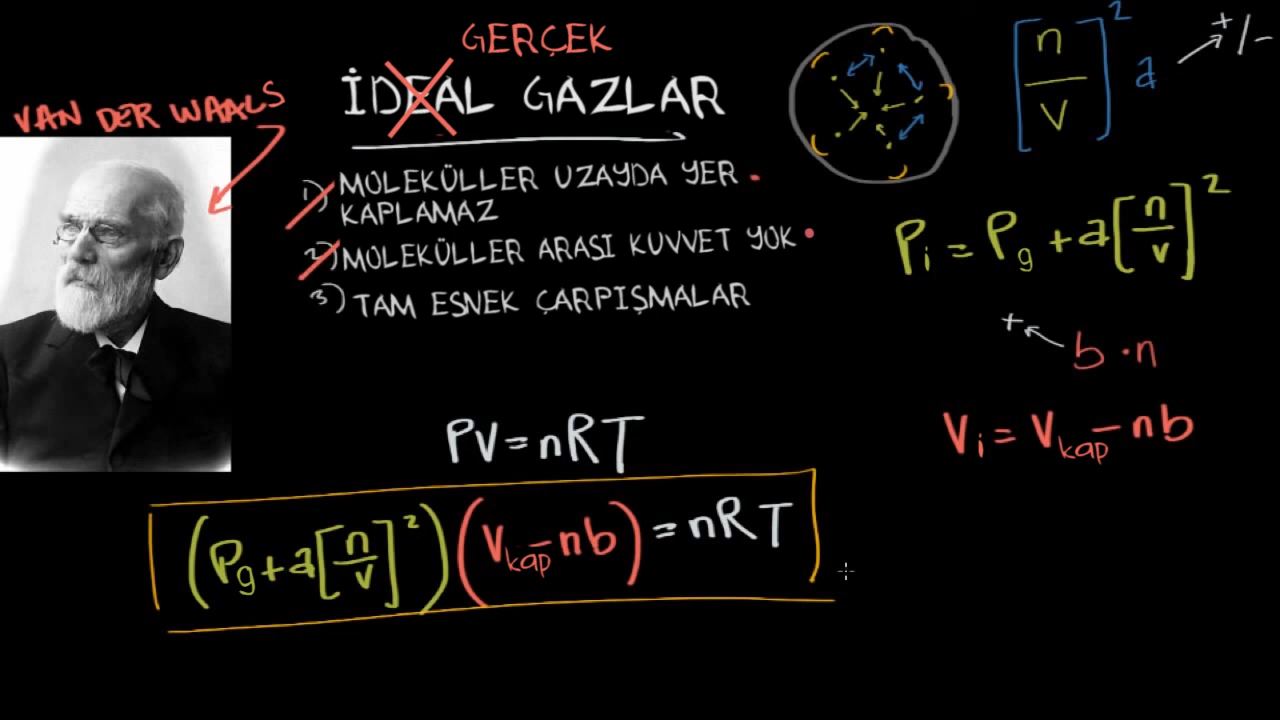 GERÇEK
İDEAL GAZLAR
VAN DER WAALS
1) MOLEKÜLLER UZAYDA YER
KAPLAMAZ
2) MOLEKÜLLER ARASI KUVVET YOK
3) TAM ESNEK ÇARPIŞMALAR
PV = nRT
(Pg + a[n/v]²)(Vkap - nb) = nRT
[n/v]² a → +/-
Pi = Pg + a[n/v]²
+ ← b · n
Vi = Vkap - nb